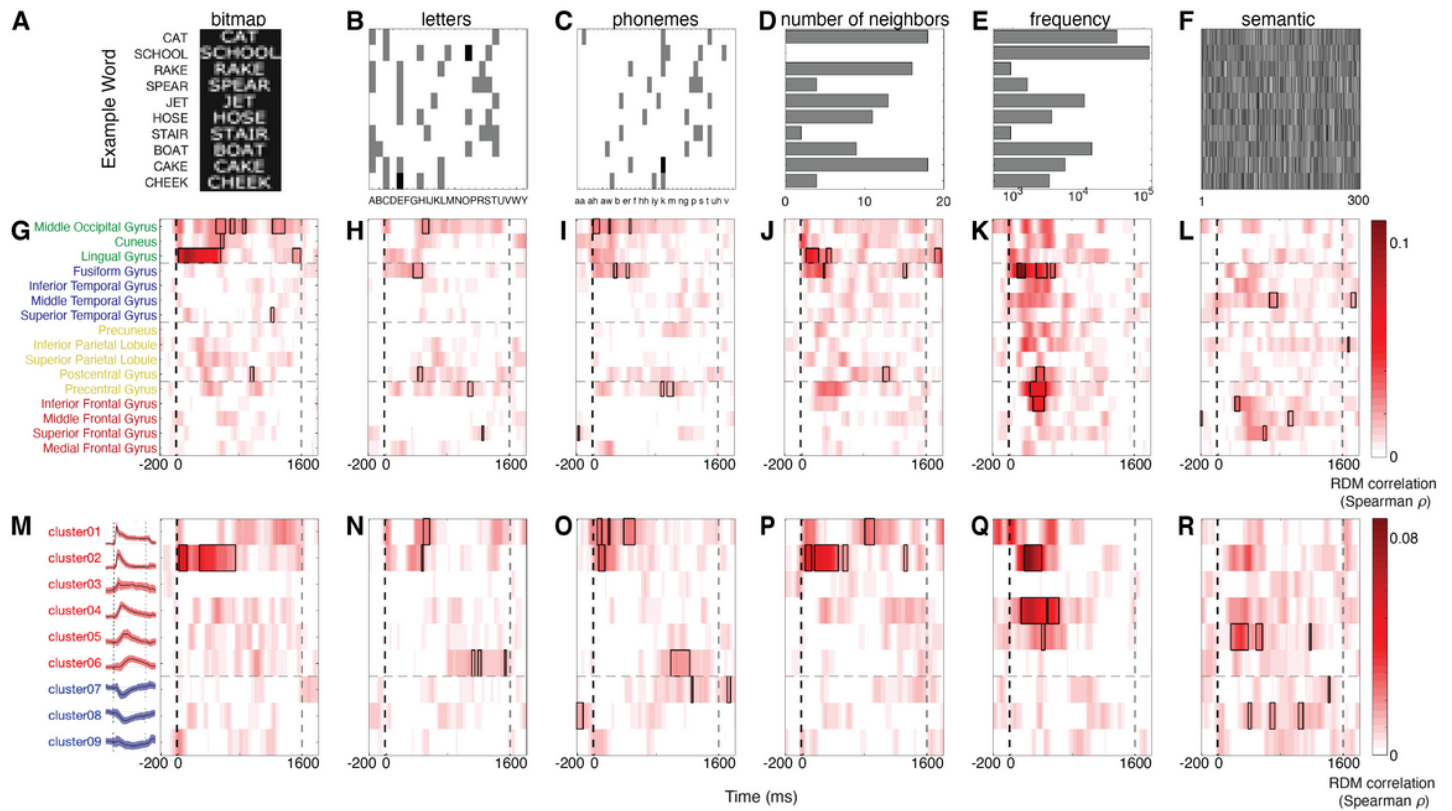 A bitmap B letters C phonemes D number of neighbors E frequency F semantic
Example Word
CAT CAT
SCHOOL SCHOOL
RAKE RAKE
SPEAR SPEAR
JET JET
HOSE HOSE
STAIR STAIR
BOAT BOAT
CAKE CAKE
CHEEK CHEEK
ABCDEFGHIJKLMNOPRSTUVWY
aa ah aw b er f hh iy k m ng p s t uh v
0 10 20
10³ 10⁴ 10⁵
1 300
G H I J K L
Middle Occipital Gyrus
Cuneus
Lingual Gyrus
Fusiform Gyrus
Inferior Temporal Gyrus
Middle Temporal Gyrus
Superior Temporal Gyrus
Precuneus
Inferior Parietal Lobule
Superior Parietal Lobule
Postcentral Gyrus
Precentral Gyrus
Inferior Frontal Gyrus
Middle Frontal Gyrus
Superior Frontal Gyrus
Medial Frontal Gyrus
-200 0 1600 -200 0 1600 -200 0 1600 -200 0 1600 -200 0 1600 -200 0 1600
0.1
0
RDM correlation
(Spearman ρ)
M N O P Q R
cluster01
cluster02
cluster03
cluster04
cluster05
cluster06
cluster07
cluster08
cluster09
-200 0 1600 -200 0 1600 -200 0 1600 -200 0 1600 -200 0 1600 -200 0 1600
0.08
0
RDM correlation
(Spearman ρ)
Time (ms)